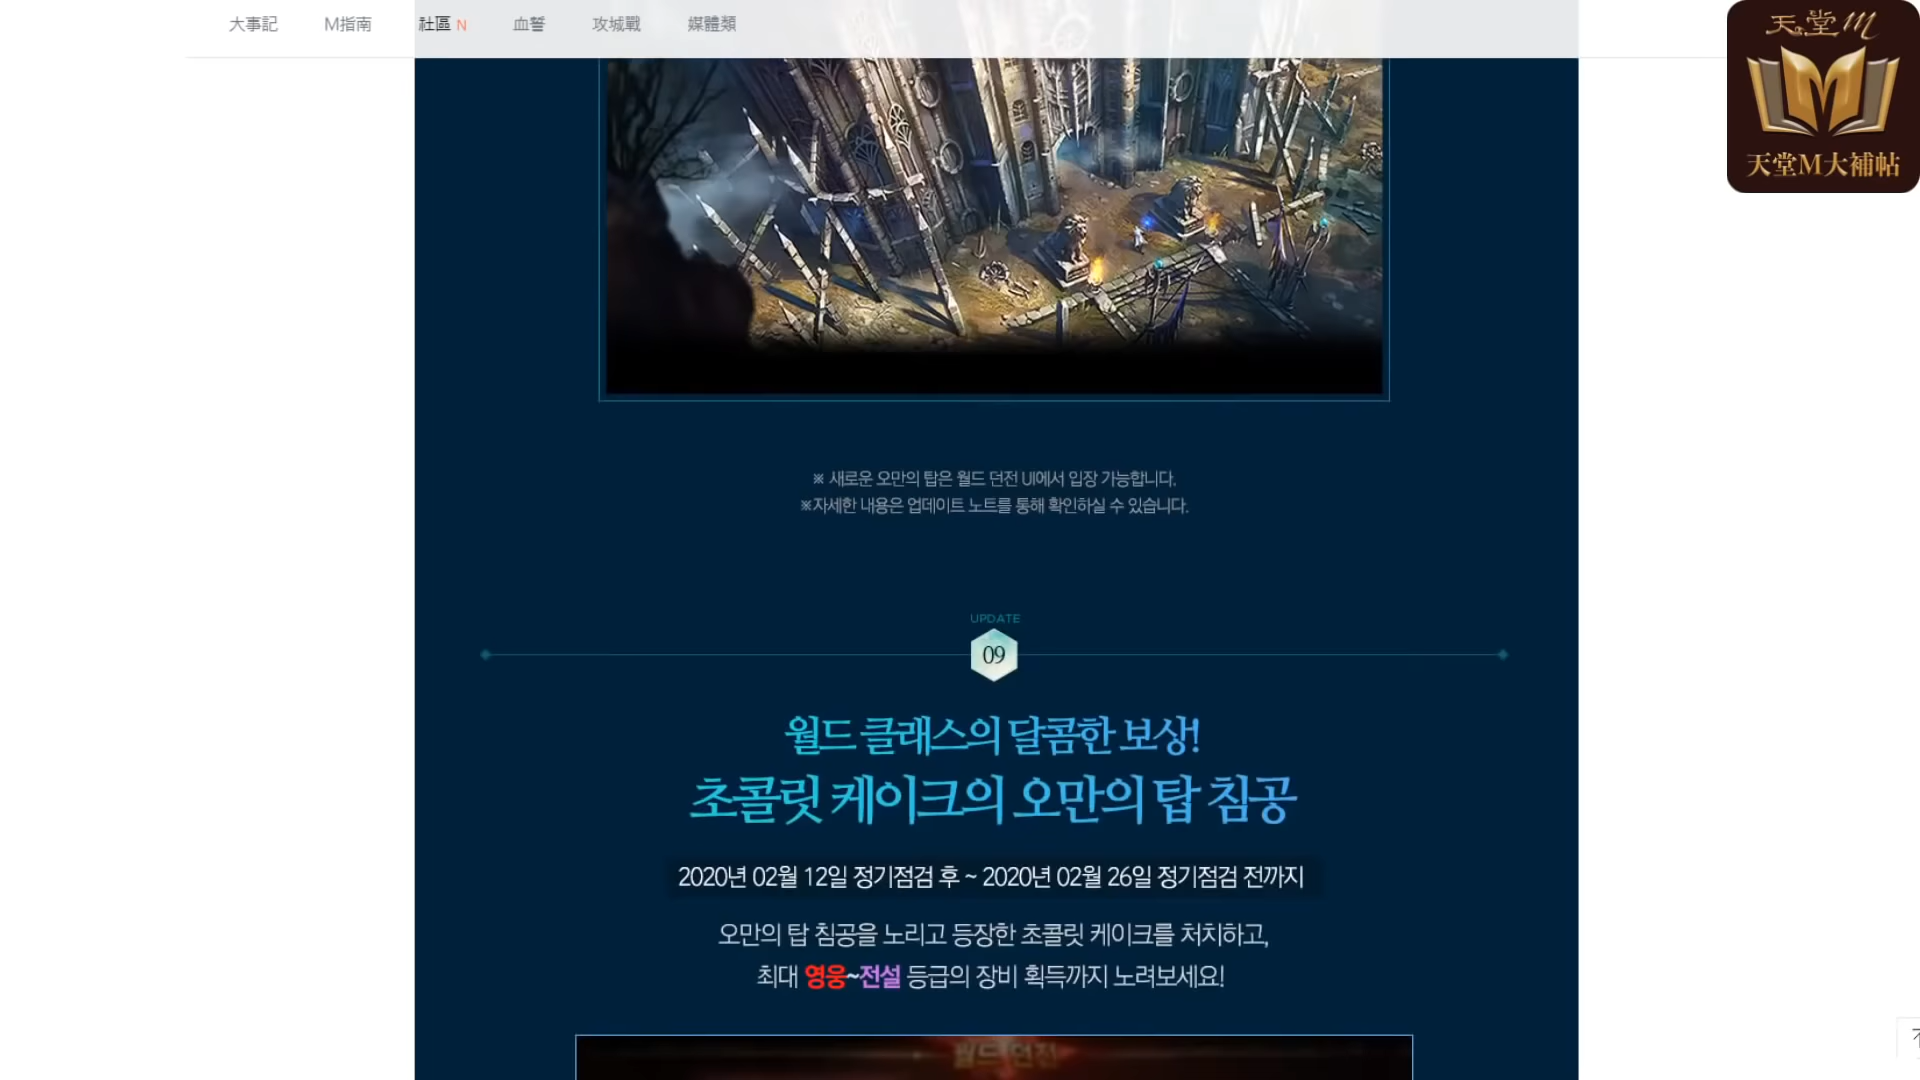 大事記 M指南 社區 N 血誓 攻城戰 媒體類
天堂M
天堂M大補帖
※ 새로운 오만의 탑은 월드 던전 UI에서 입장 가능합니다.
※자세한 내용은 업데이트 노트를 통해 확인하실 수 있습니다.
UPDATE
09
월드 클래스의 달콤한 보상!
초콜릿 케이크의 오만의 탑 침공
2020년 02월 12일 정기점검 후 ~ 2020년 02월 26일 정기점검 전까지
오만의 탑 침공을 노리고 등장한 초콜릿 케이크를 처치하고,
최대 영웅~전설 등급의 장비 획득까지 노려보세요!
월드 던전